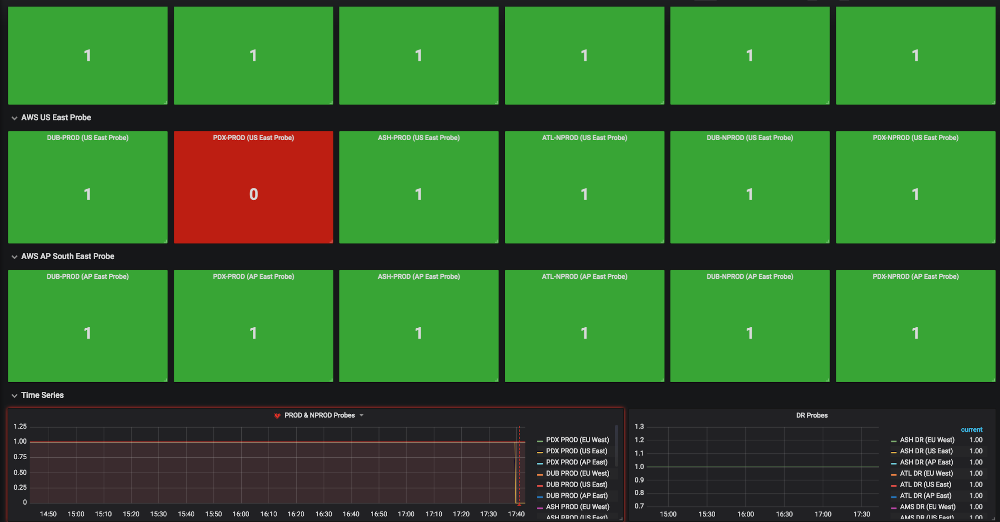 1 1 1 1 1 1
AWS US East Probe
DUB-PROD (US East Probe) PDX-PROD (US East Probe) ASH-PROD (US East Probe) ATL-NPROD (US East Probe) DUB-NPROD (US East Probe) PDX-NPROD (US East Probe)
1 0 1 1 1 1
AWS AP South East Probe
DUB-PROD (AP East Probe) PDX-PROD (AP East Probe) ASH-PROD (AP East Probe) ATL-NPROD (AP East Probe) DUB-NPROD (AP East Probe) PDX-NPROD (AP East Probe)
1 1 1 1 1 1
Time Series
PROD & NPROD Probes
1.25
1.00
0.75
0.50
0.25
0
14:50 15:00 15:10 15:20 15:30 15:40 15:50 16:00 16:10 16:20 16:30 16:40 16:50 17:00 17:10 17:20 17:30 17:40
PDX PROD (EU West)
PDX PROD (US East)
PDX PROD (AP East)
DUB PROD (EU West)
DUB PROD (US East)
DUB PROD (AP East)
ASH PROD (EU West)
ASH PROD (US East)
DR Probes
1.3
1.2
1.1
1.0
0.9
0.8
0.7
15:00 15:30 16:00 16:30 17:00 17:30
current
ASH DR (EU West) 1.00
ASH DR (US East) 1.00
ASH DR (AP East) 1.00
ATL DR (EU West) 1.00
ATL DR (US East) 1.00
ATL DR (AP East) 1.00
AMS DR (EU West) 1.00
AMS DR (US East) 1.00